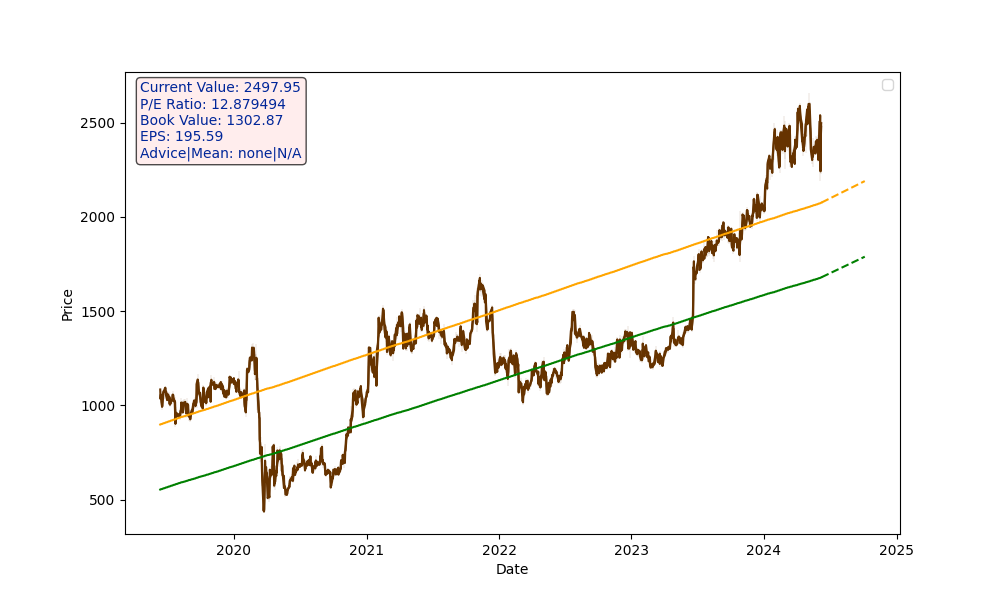 Current Value: 2497.95
P/E Ratio: 12.879494
Book Value: 1302.87
EPS: 195.59
Advice|Mean: none|N/A
2500
2000
1500
1000
500
Price
2020
2021
2022
2023
2024
2025
Date